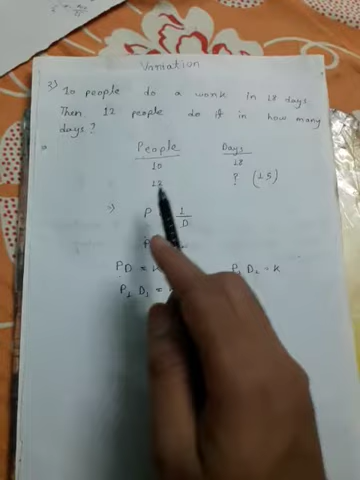 Variation
3) 10 people do a work in 18 days.
Then 12 people do it in how many
days?
People Days
10 18
12 ? (15)
⇒) P 1/D
PD = K P₂ D₂ = K
P₁ D₁ =